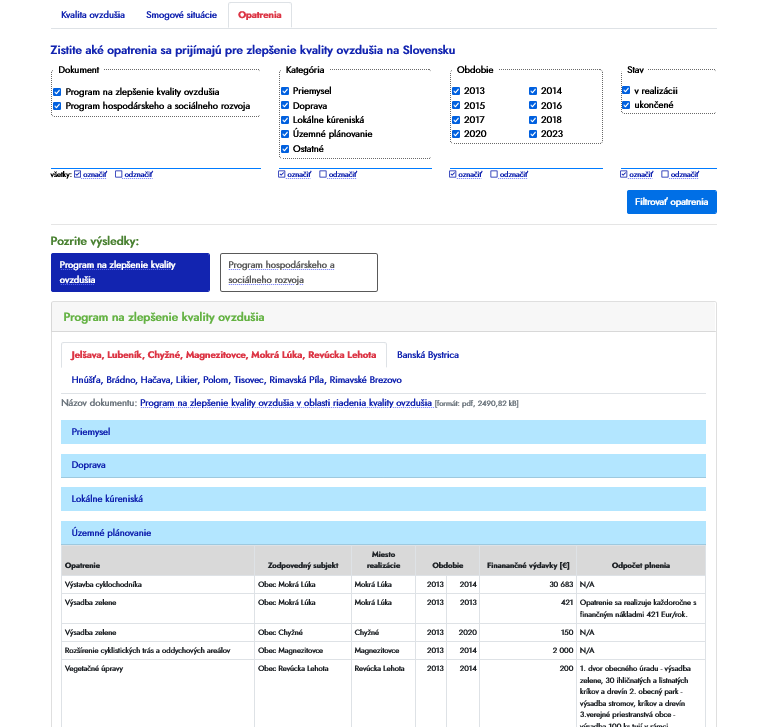 Kvalita ovzdušia Smogové situácie Opatrenia
Zistite aké opatrenia sa prijímajú pre zlepšenie kvality ovzdušia na Slovensku
Dokument
Program na zlepšenie kvality ovzdušia
Program hospodárskeho a sociálneho rozvoja
Kategória
Priemysel
Doprava
Lokálne kúreniská
Územné plánovanie
Ostatné
Obdobie
2013 2014
2015 2016
2017 2018
2020 2023
Stav
v realizácii
ukončené
všetky: označiť odznačiť označiť odznačiť označiť odznačiť označiť odznačiť
Filtrovať opatrenia
Pozrite výsledky:
Program na zlepšenie kvality
ovzdušia
Program hospodárskeho a
sociálneho rozvoja
Program na zlepšenie kvality ovzdušia
Jelšava, Lubeník, Chyžné, Magnezitovce, Mokrá Lúka, Revúcka Lehota Banská Bystrica
Hnúšťa, Brádno, Hačava, Likier, Polom, Tisovec, Rimavská Píla, Rimavské Brezovo
Názov dokumentu: Program na zlepšenie kvality ovzdušia v oblasti riadenia kvality ovzdušia [formát: pdf, 2490,82 kB]
Priemysel
Doprava
Lokálne kúreniská
Územné plánovanie
Opatrenie Zodpovedný subjekt Miesto realizácie Obdobie Finanančné výdavky [€] Odpočet plnenia
Výstavba cyklochodníka Obec Mokrá Lúka Mokrá Lúka 2013 2014 30 683 N/A
Výsadba zelene Obec Mokrá Lúka Mokrá Lúka 2013 2013 421 Opatrenie sa realizuje každoročne s
finančným nákladmi 421 Eur/rok.
Výsadba zelene Obec Chyžné Chyžné 2013 2020 150 N/A
Rozšírenie cyklistických trás a oddychových areálov Obec Magnezitovce Magnezitovce 2013 2014 2 000 N/A
Vegetačné úpravy Obec Revúcka Lehota Revúcka Lehota 2013 2014 200 1. dvor obecného úradu - výsadba
zelene, 30 ihličnatých a listnatých
kríkov a drevín 2. obecný park -
výsadba stromov, kríkov a drevín
3.verejné priestranstvá obce -
výsadba 100 ks tují v rámci